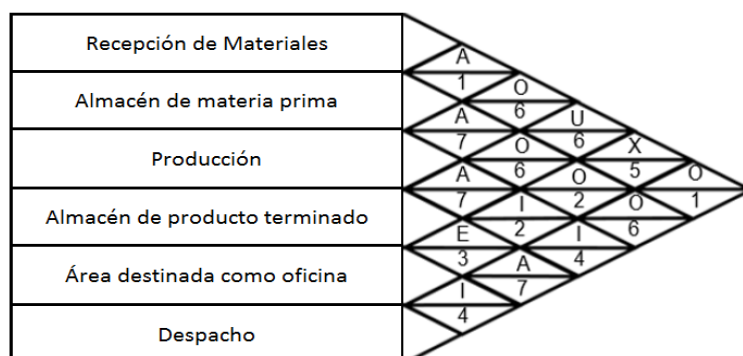 Recepción de Materiales
Almacén de materia prima
Producción
Almacén de producto terminado
Área destinada como oficina
Despacho
A
1
O
6
A
7
U
6
O
6
X
5
A
7
O
2
O
1
I
2
O
6
E
3
I
4
A
7
I
4